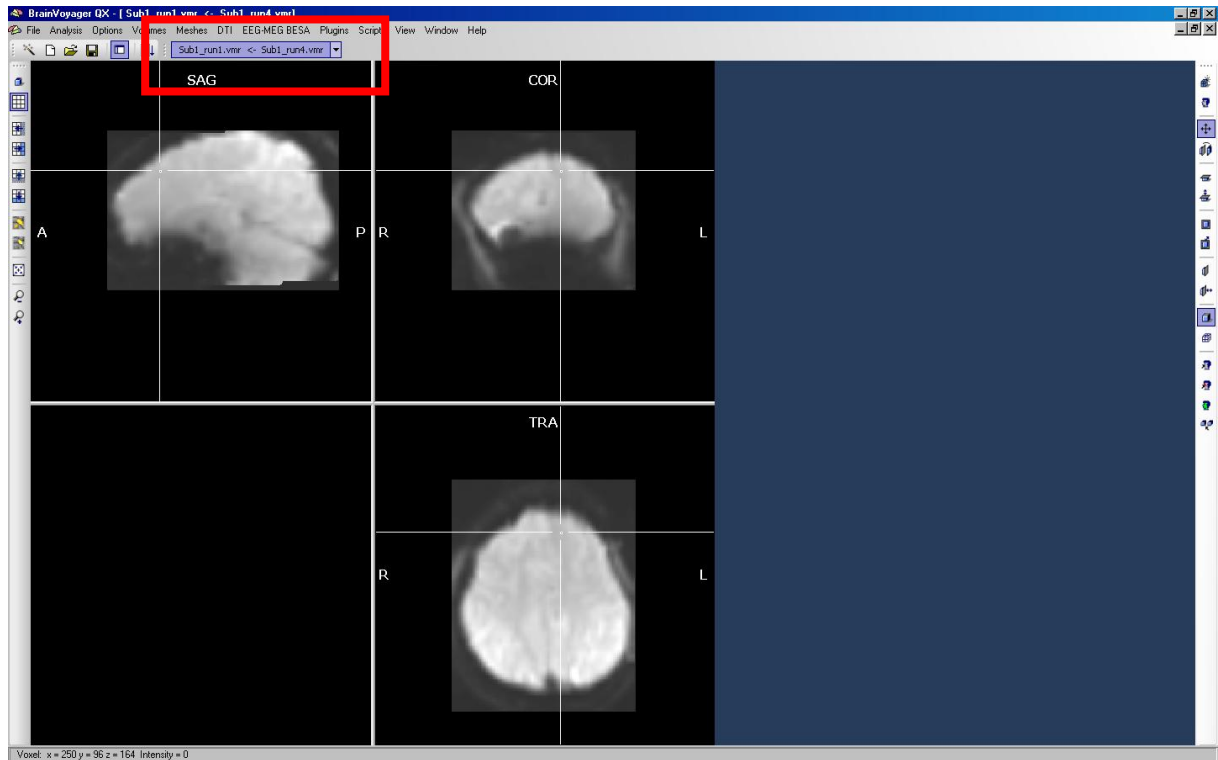 BrainVoyager QX - [ Sub1_run1.vmr <- Sub1_run4.vmr]
File Analysis Options Volumes Meshes DTI EEG-MEG BESA Plugins Scripts View Window Help
Sub1_run1.vmr <- Sub1_run4.vmr
SAG
COR
A
P
R
L
TRA
R
L
Voxel: x = 250 y = 96 z = 164 Intensity = 0